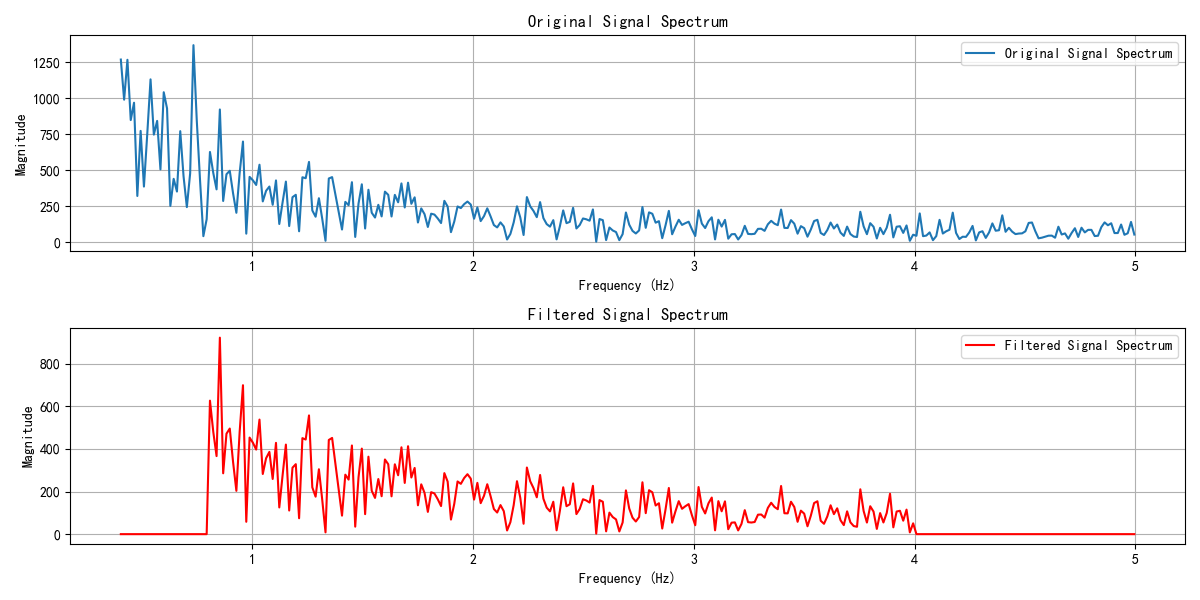 Original Signal Spectrum
Original Signal Spectrum
1250
1000
750
500
250
0
Magnitude
1 2 3 4 5
Frequency (Hz)
Filtered Signal Spectrum
Filtered Signal Spectrum
800
600
400
200
0
Magnitude
1 2 3 4 5
Frequency (Hz)